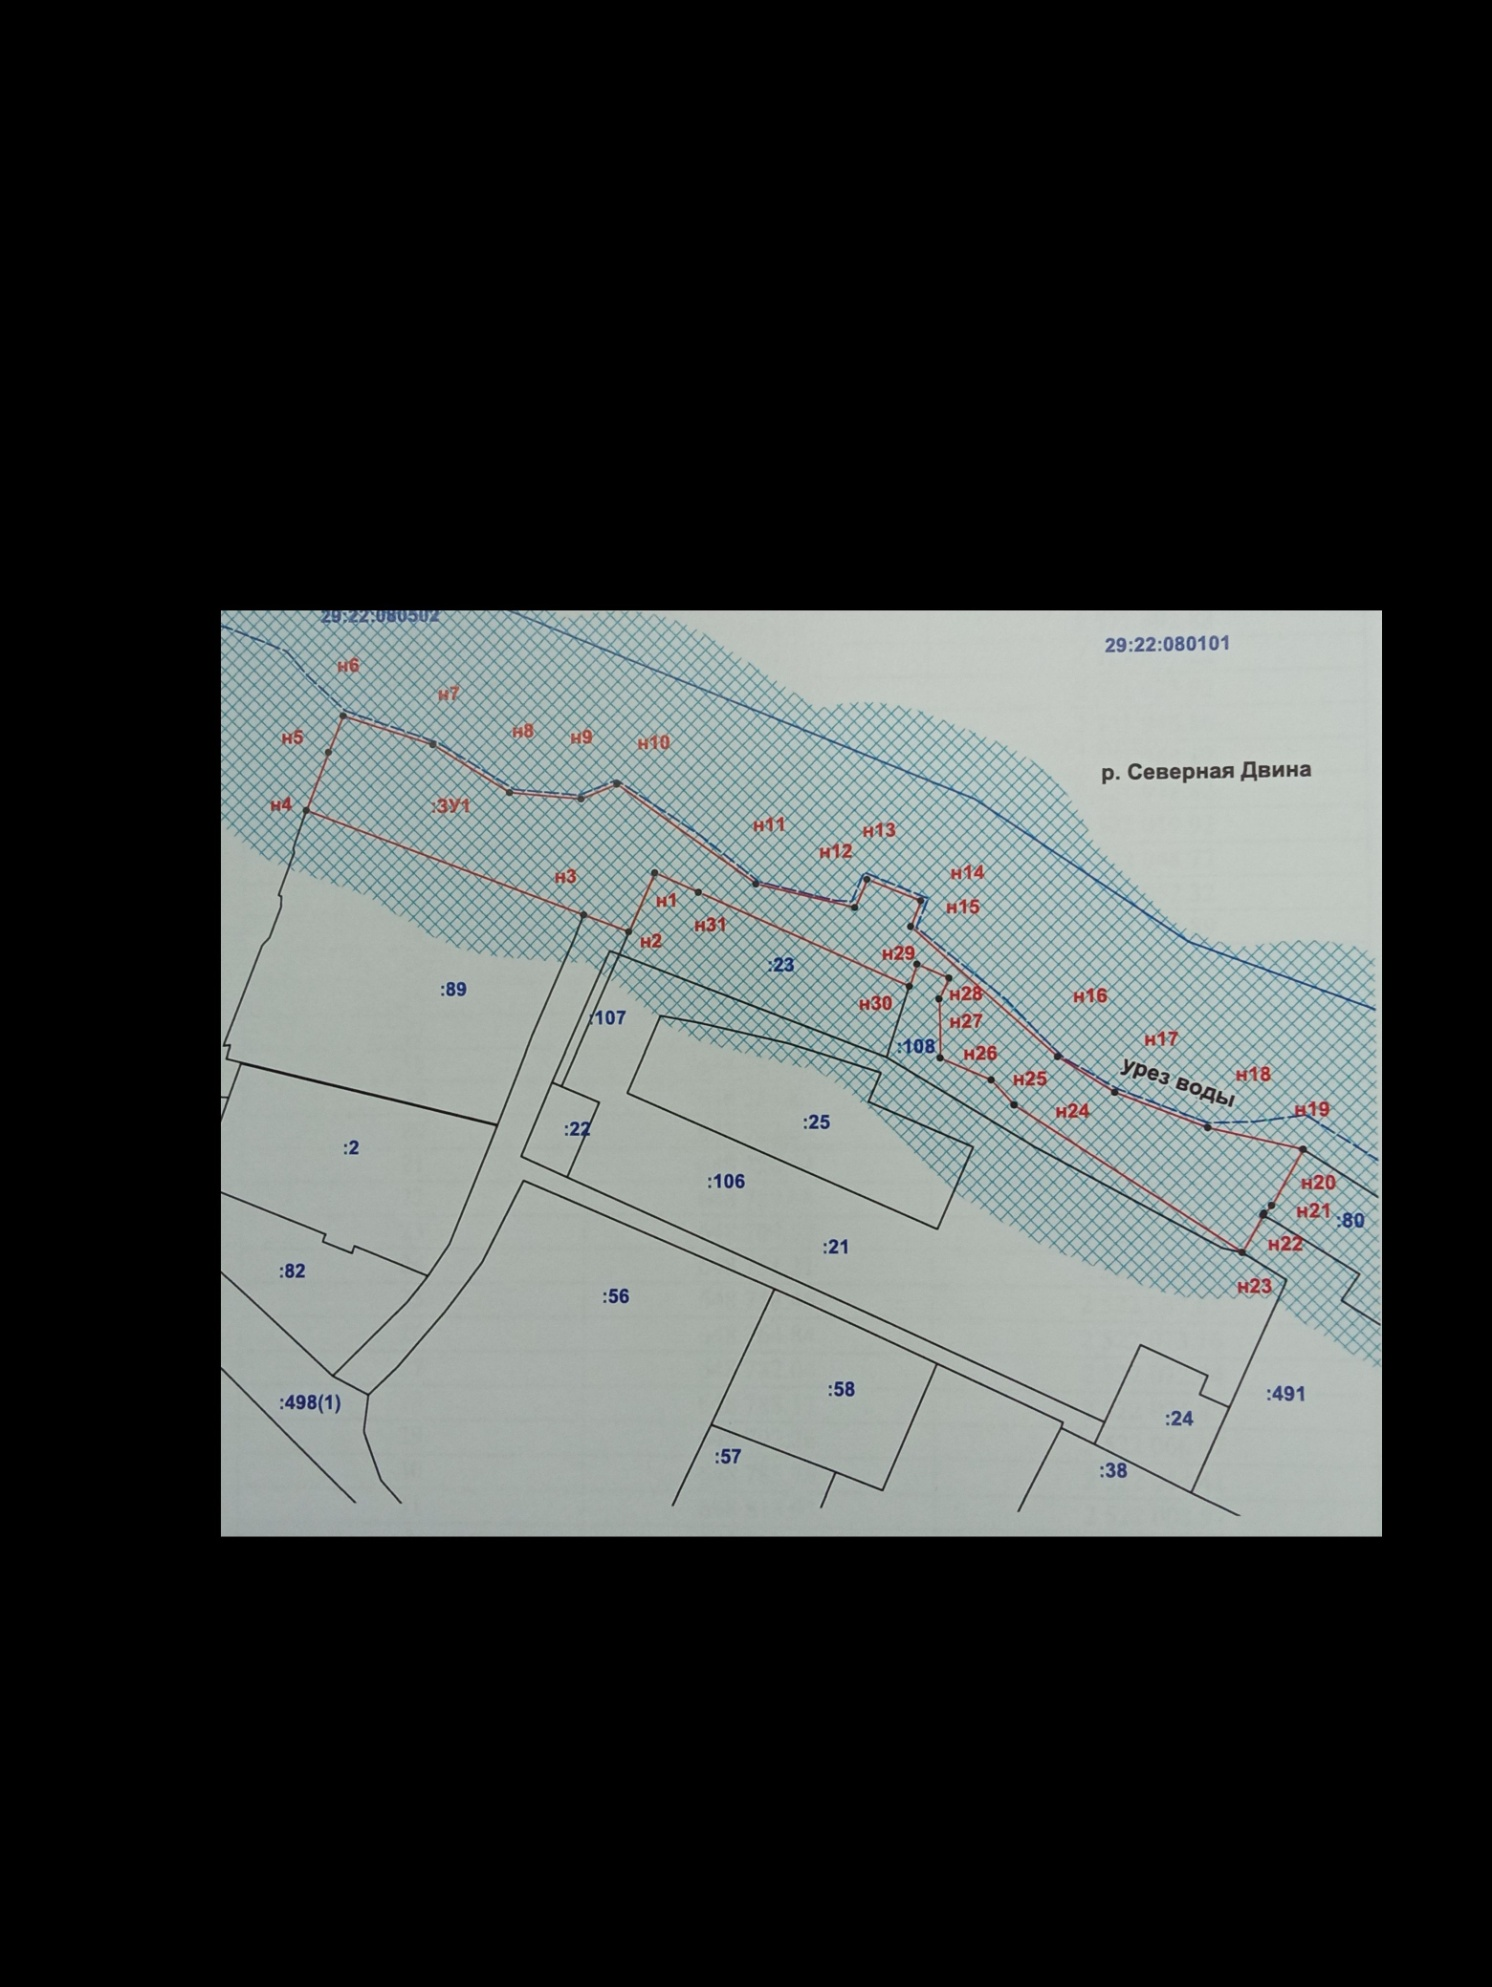 29:22:080502
29:22:080101
н6
н7
н5
н8
н9
н10
р. Северная Двина
н4
:ЗУ1
н11
н13
н12
н3
н14
н1
н15
н31
н2
н29
:23
:89
н28
н16
н30
:107
н27
н17
:108
н26
урез воды
н18
н25
н24
н19
:25
:22
:2
:106
н20
н21
:80
:21
н22
:82
н23
:56
:58
:491
:498(1)
:24
:57
:38